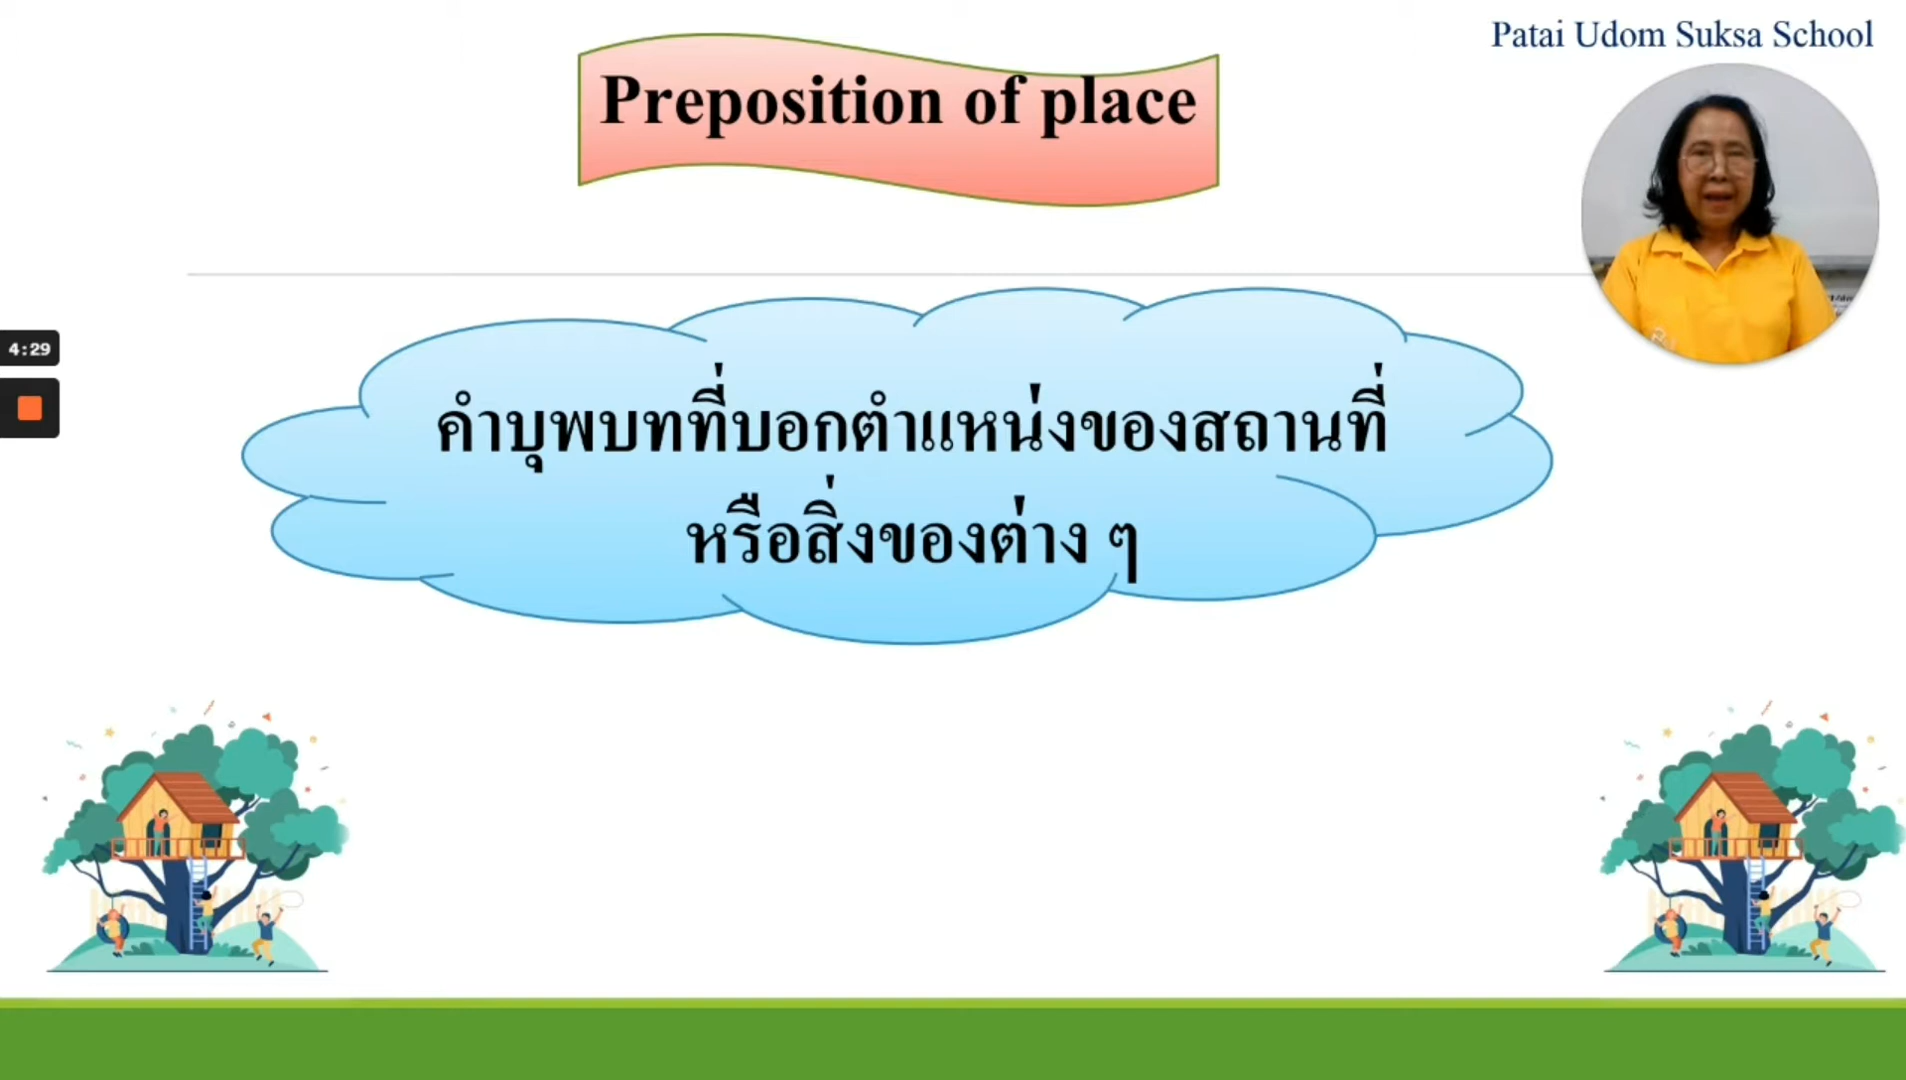 Patai Udom Suksa School
Preposition of place
4:29
คำบุพบทที่บอกตำแหน่งของสถานที่
หรือสิ่งของต่าง ๆ